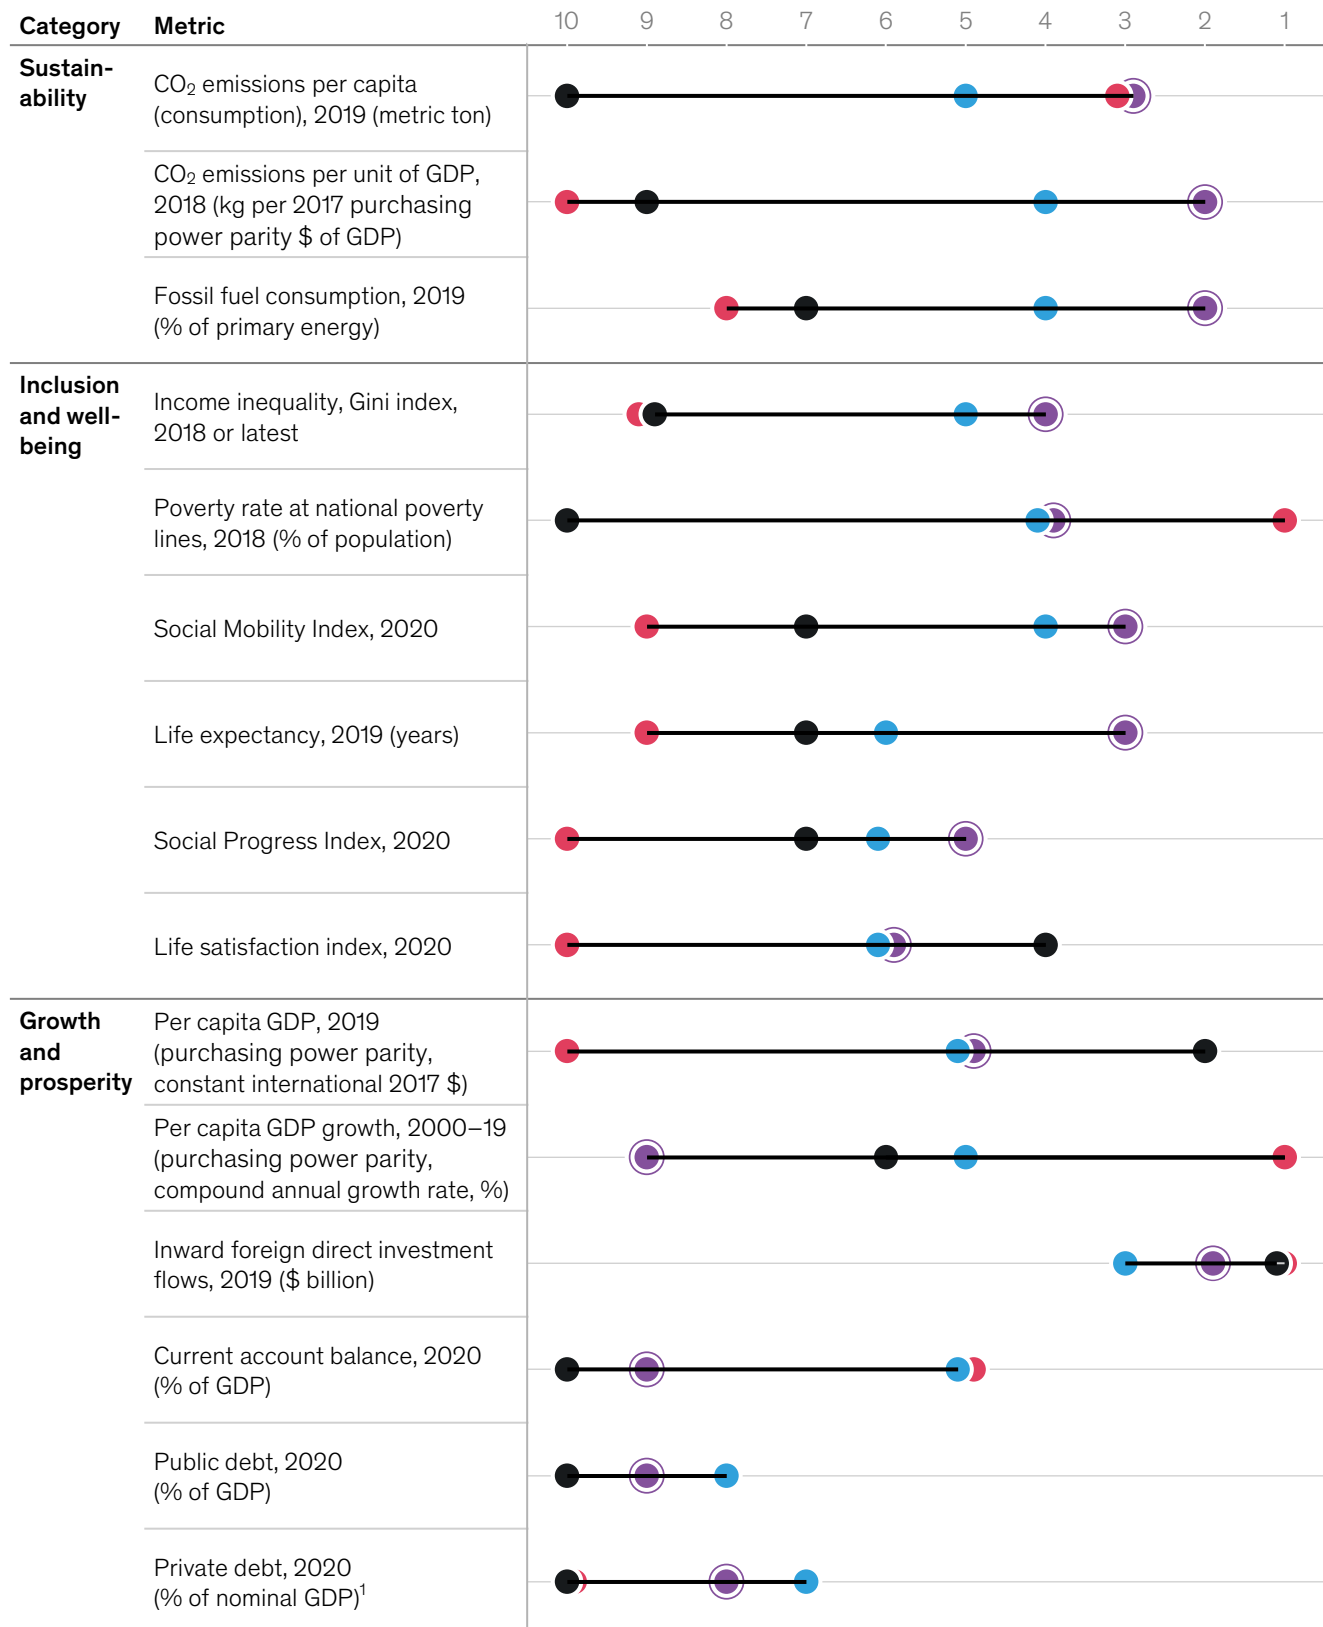 Category Metric 10 9 8 7 6 5 4 3 2 1
Sustain-
ability
CO₂ emissions per capita
(consumption), 2019 (metric ton)
CO₂ emissions per unit of GDP,
2018 (kg per 2017 purchasing
power parity $ of GDP)
Fossil fuel consumption, 2019
(% of primary energy)
Inclusion
and well-
being
Income inequality, Gini index,
2018 or latest
Poverty rate at national poverty
lines, 2018 (% of population)
Social Mobility Index, 2020
Life expectancy, 2019 (years)
Social Progress Index, 2020
Life satisfaction index, 2020
Growth
and
prosperity
Per capita GDP, 2019
(purchasing power parity,
constant international 2017 $)
Per capita GDP growth, 2000–19
(purchasing power parity,
compound annual growth rate, %)
Inward foreign direct investment
flows, 2019 ($ billion)
Current account balance, 2020
(% of GDP)
Public debt, 2020
(% of GDP)
Private debt, 2020
(% of nominal GDP)¹